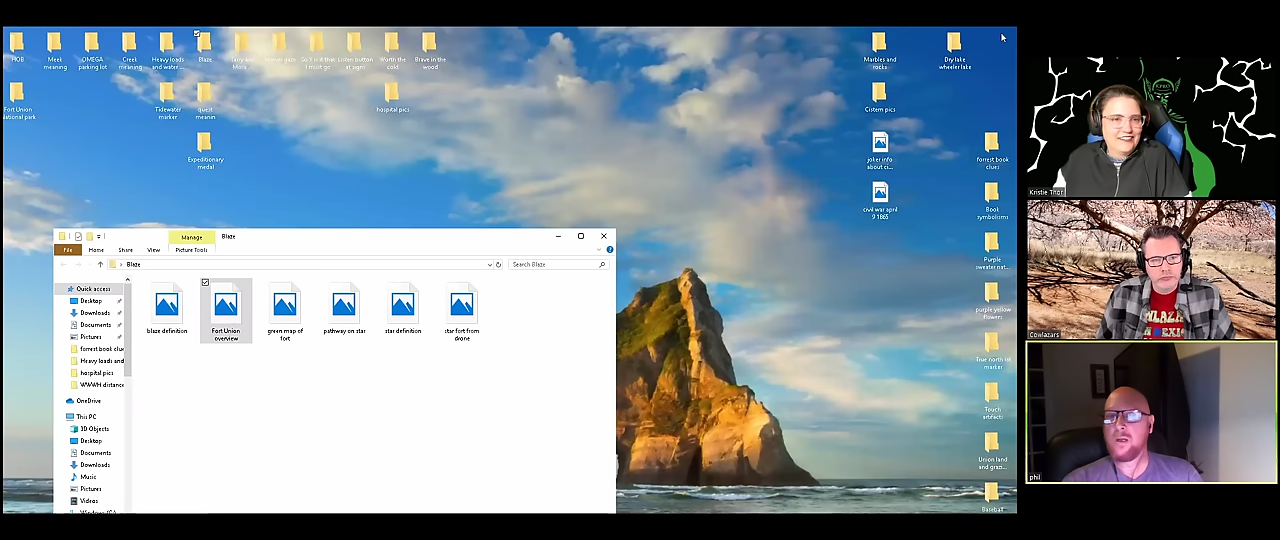 HOB
Meek meaning
OMEGA parking lot
Creek meaning
Heavy loads and water ...
Blaze
Worth the cold
Brave in the wood
Marbles and rocks
Dry lake wheeler lake
Fort Union National park
Tidewater marker
quest meanin
hospital pics
Cistern pics
Expeditionary medal
joker info about ci...
forrest book clues
civil war april 9 1865
Book symbolisms
Purple sweater nat...
purple yellow flowers
True north lat marker
Touch artifacts
Union land and grazi...
Baseball
Manage
Blaze
File
Home
Share
View
Picture Tools
Blaze
Search Blaze
Quick access
Desktop
Downloads
Documents
Pictures
forrest book clue
Heavy loads and
hospital pics
WWWH distance
OneDrive
This PC
3D Objects
Desktop
Documents
Downloads
Music
Pictures
Videos
blaze definition
Fort Union overview
green map of fort
pathway on star
star definition
star fort from drone
Kristie Thor
Cowlazars
phil